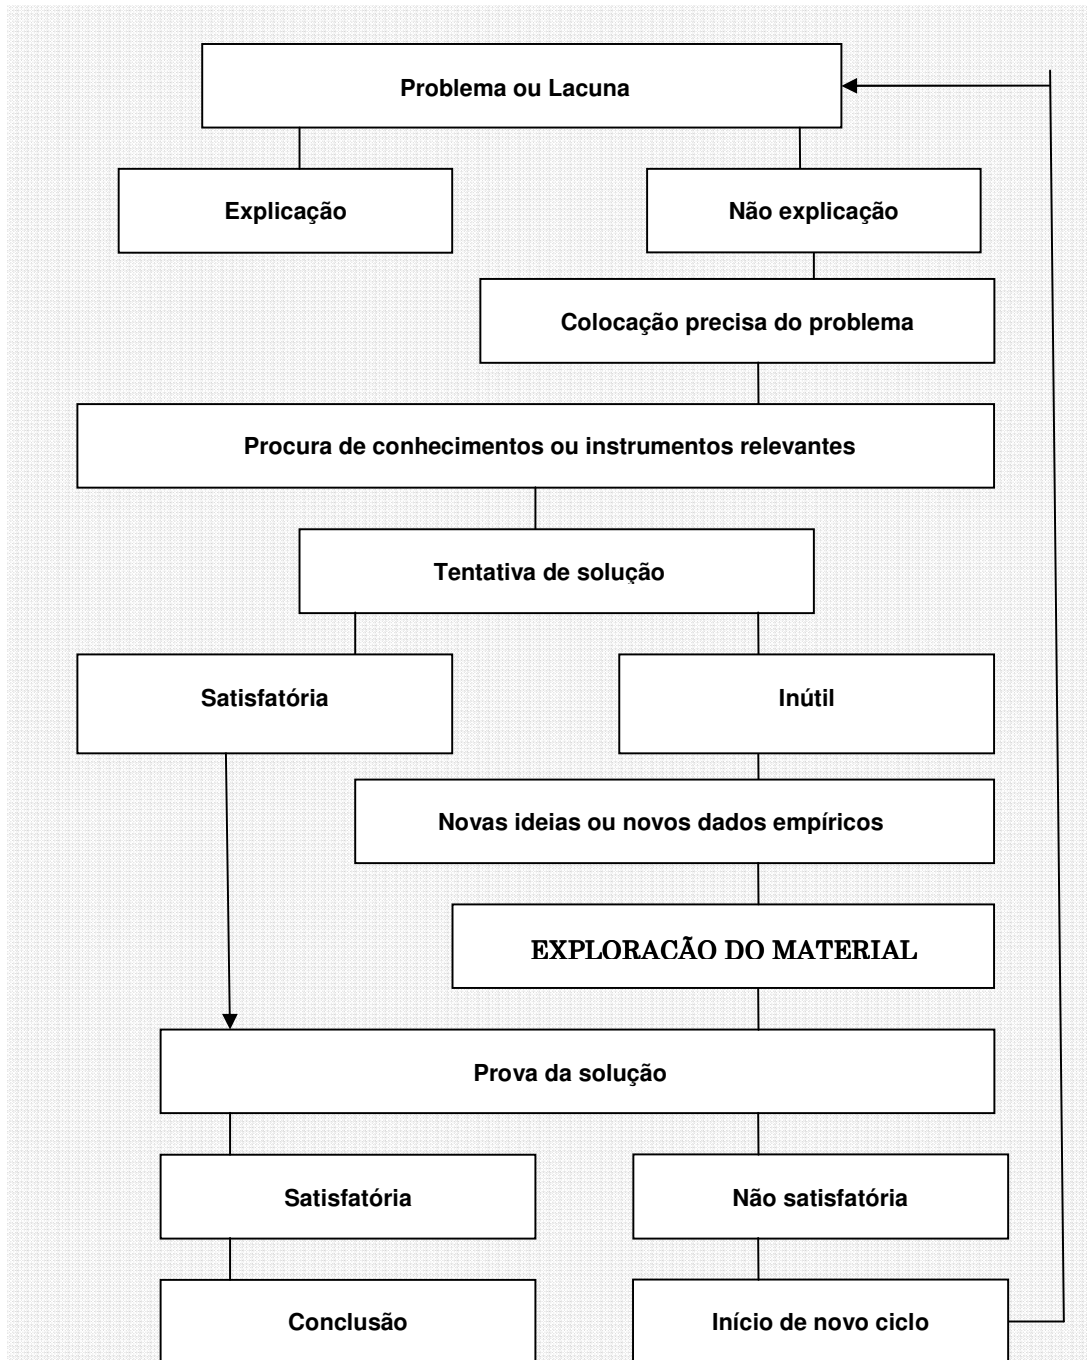 Problema ou Lacuna
Explicação
Não explicação
Colocação precisa do problema
Procura de conhecimentos ou instrumentos relevantes
Tentativa de solução
Satisfatória
Inútil
Novas ideias ou novos dados empíricos
EXPLORACÃO DO MATERIAL
Prova da solução
Satisfatória
Não satisfatória
Conclusão
Início de novo ciclo